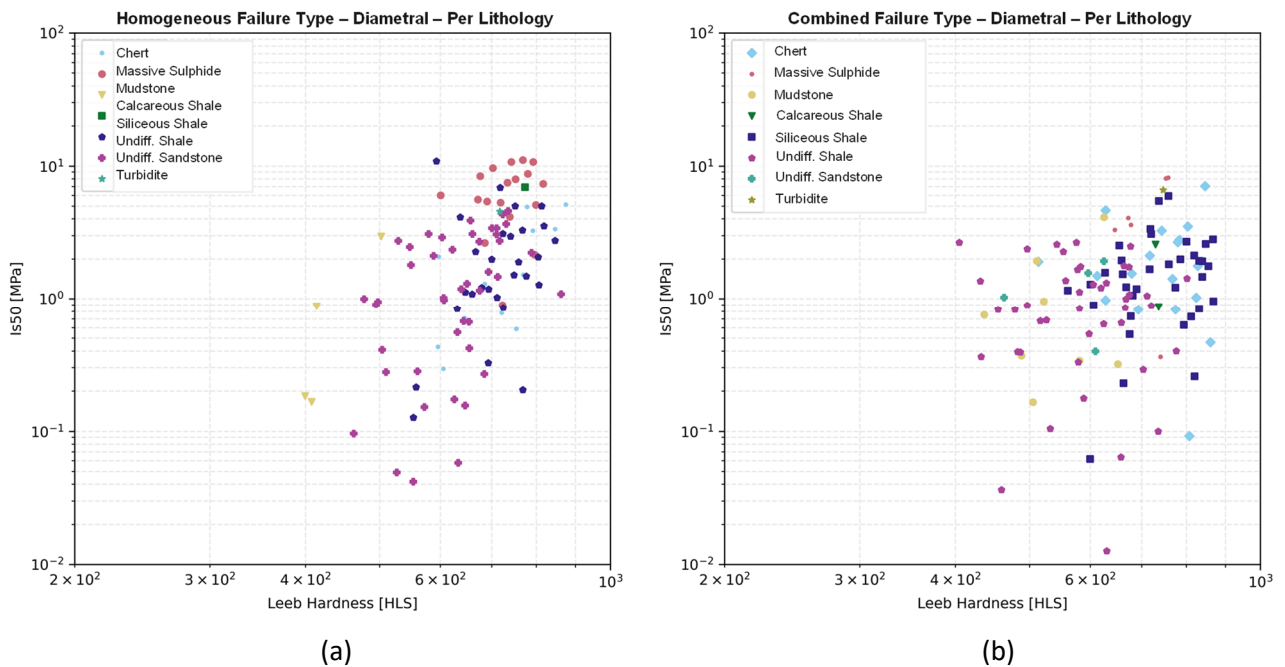 Homogeneous Failure Type – Diametral – Per Lithology
10²
Chert
Massive Sulphide
Mudstone
Calcareous Shale
Siliceous Shale
Undiff. Shale
Undiff. Sandstone
Turbidite
10¹
10⁰
10⁻¹
10⁻²
Is50 [MPa]
2 × 10²
3 × 10²
4 × 10²
6 × 10²
10³
Leeb Hardness [HLS]
(a)
Combined Failure Type – Diametral – Per Lithology
10²
Chert
Massive Sulphide
Mudstone
Calcareous Shale
Siliceous Shale
Undiff. Shale
Undiff. Sandstone
Turbidite
10¹
10⁰
10⁻¹
10⁻²
Is50 [MPa]
2 × 10²
3 × 10²
4 × 10²
6 × 10²
10³
Leeb Hardness [HLS]
(b)